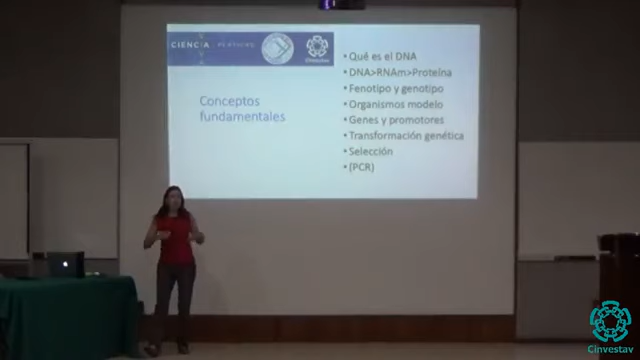 CIENCIA
Cinvestav
Conceptos
fundamentales
• Qué es el DNA
• DNA>RNAm>Proteína
• Fenotipo y genotipo
• Organismos modelo
• Genes y promotores
• Transformación genética
• Selección
• (PCR)
Cinvestav